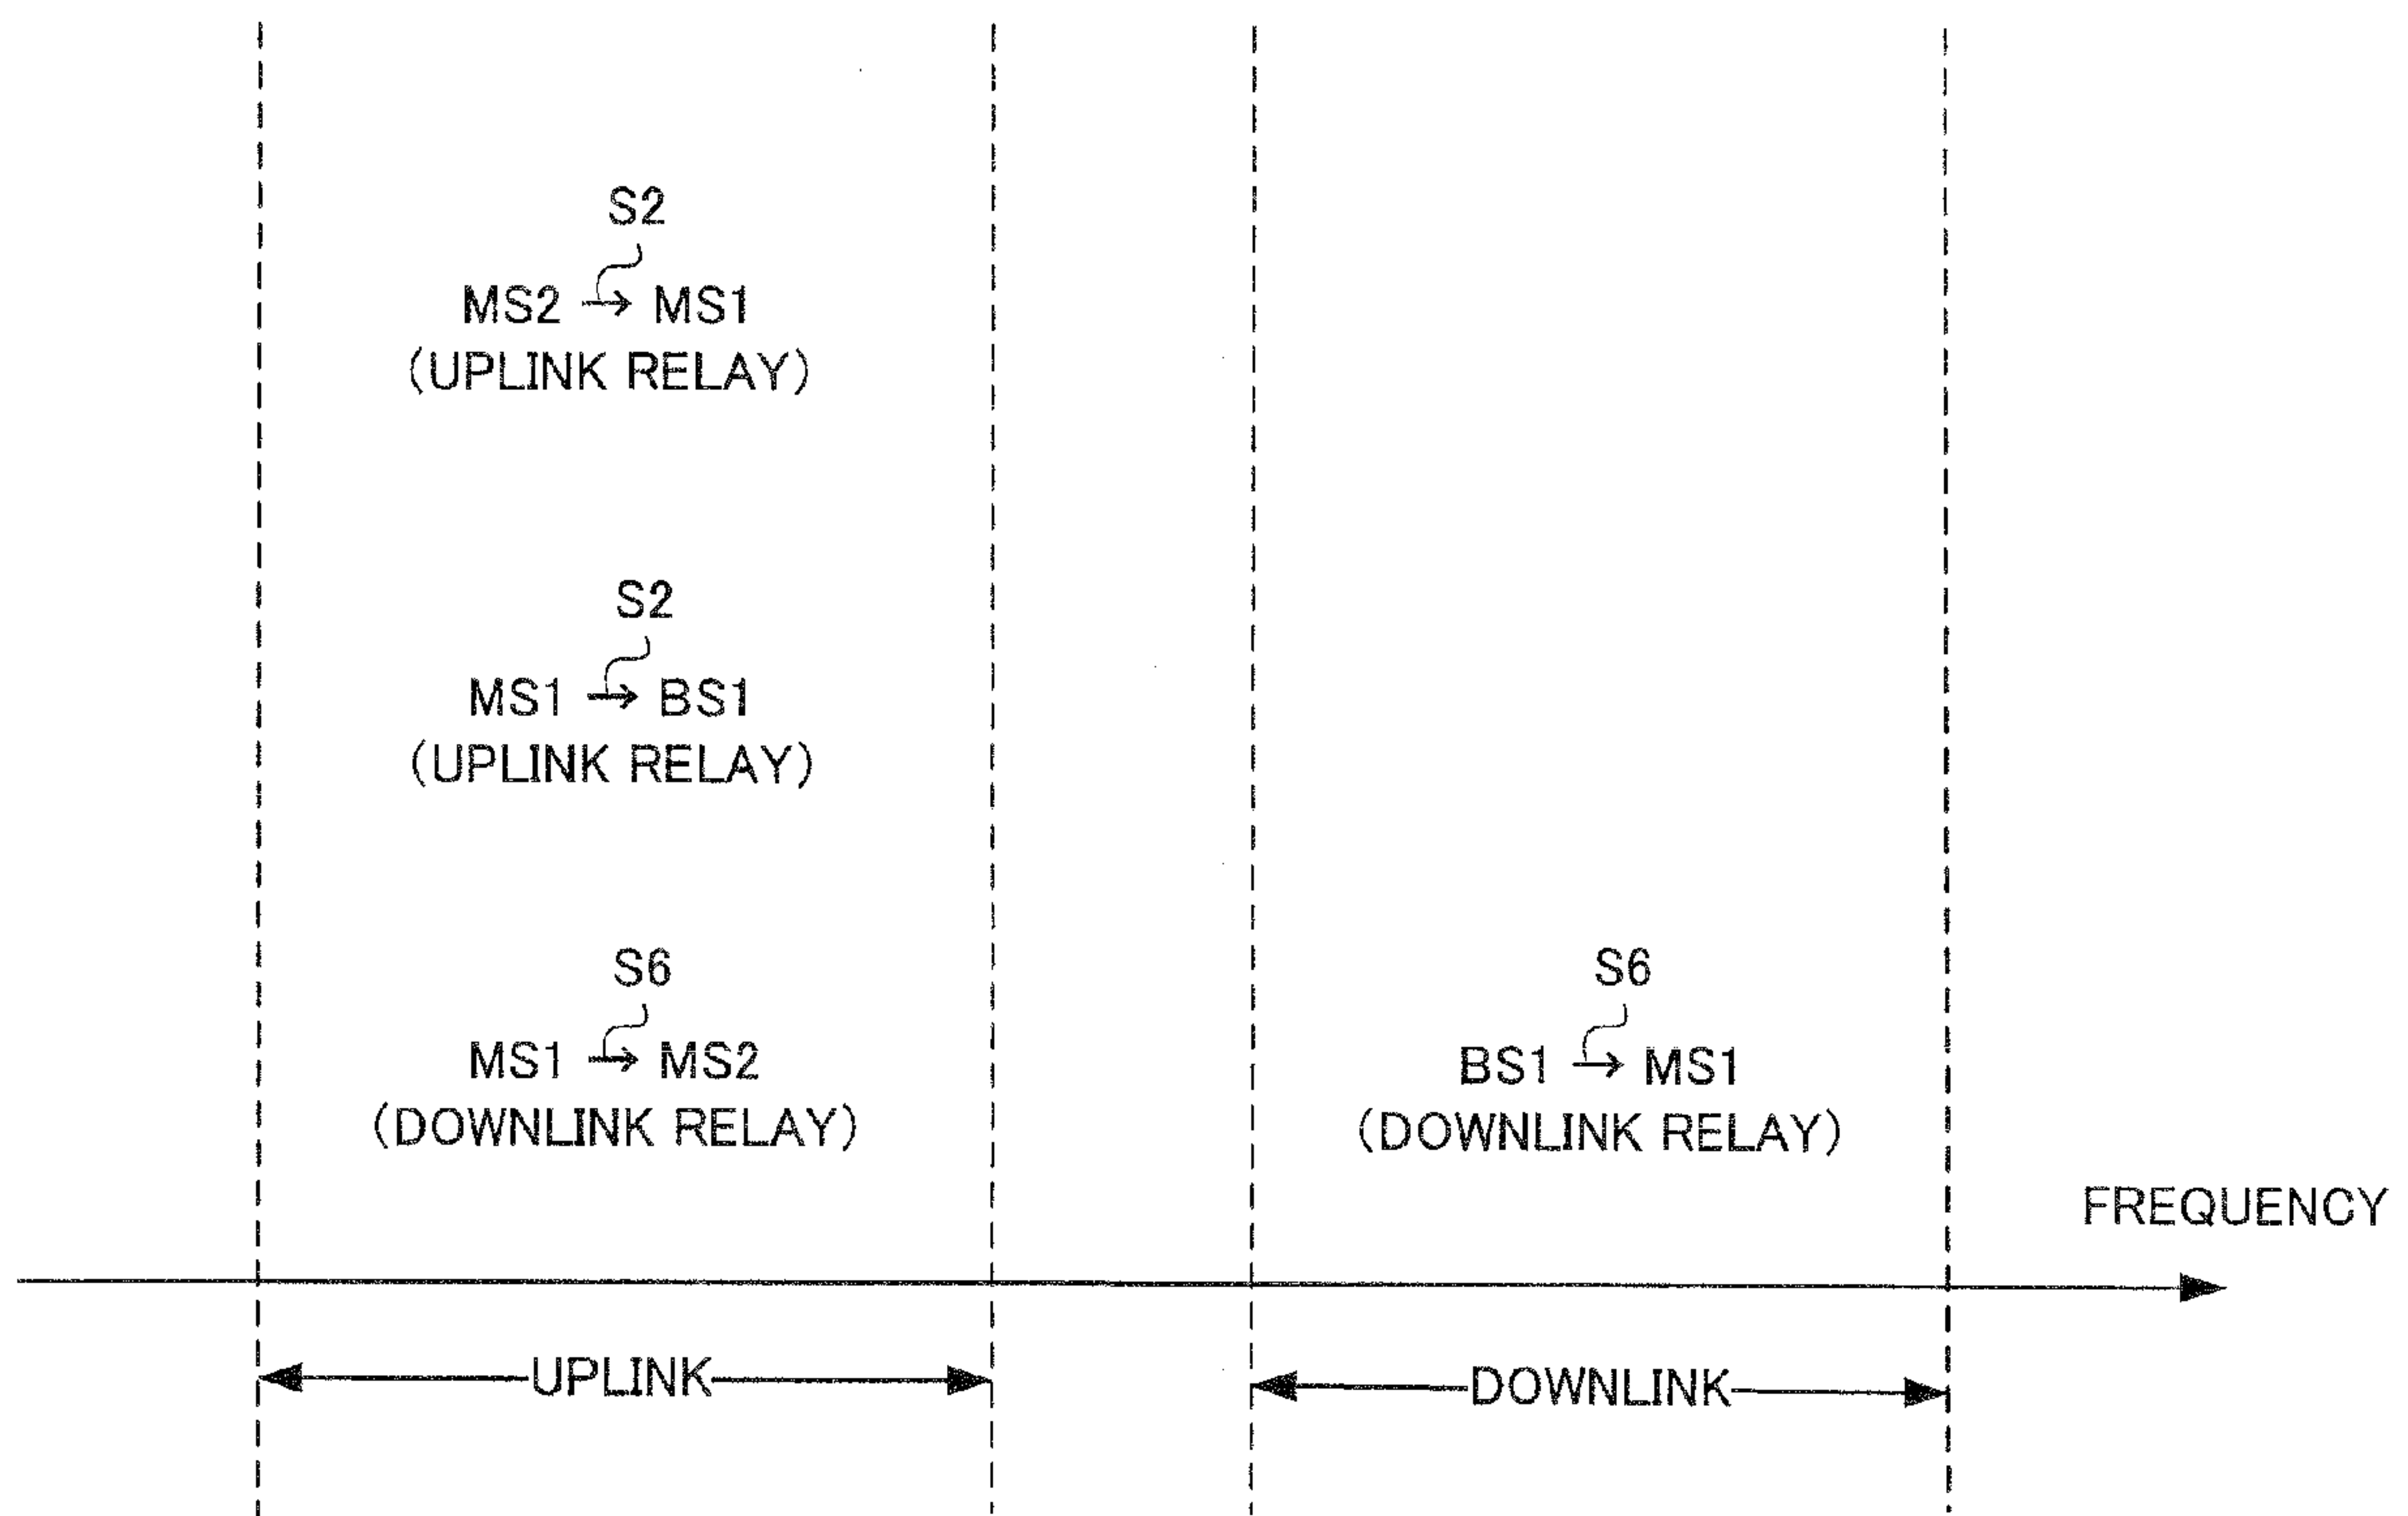 S2
MS2 → MS1
(UPLINK RELAY)
S2
MS1 → BS1
(UPLINK RELAY)
S6
MS1 → MS2
(DOWNLINK RELAY)
S6
BS1 → MS1
(DOWNLINK RELAY)
FREQUENCY
UPLINK
DOWNLINK